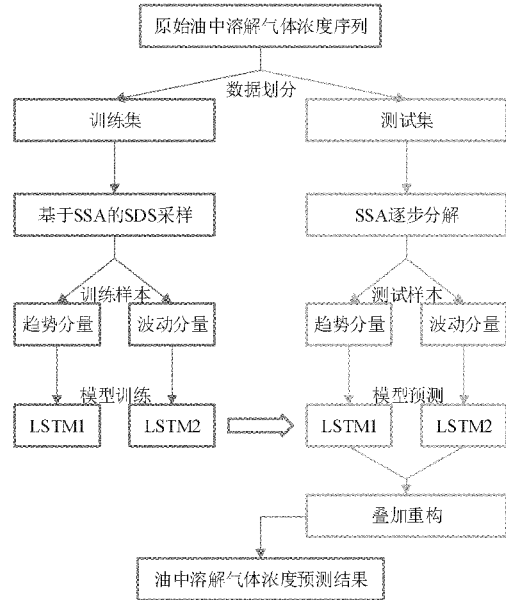 原始油中溶解气体浓度序列
数据划分
训练集
测试集
基于SSA的SDS采样
SSA逐步分解
训练样本
测试样本
趋势分量
波动分量
趋势分量
波动分量
模型训练
模型预测
LSTM1
LSTM2
LSTM1
LSTM2
叠加重构
油中溶解气体浓度预测结果